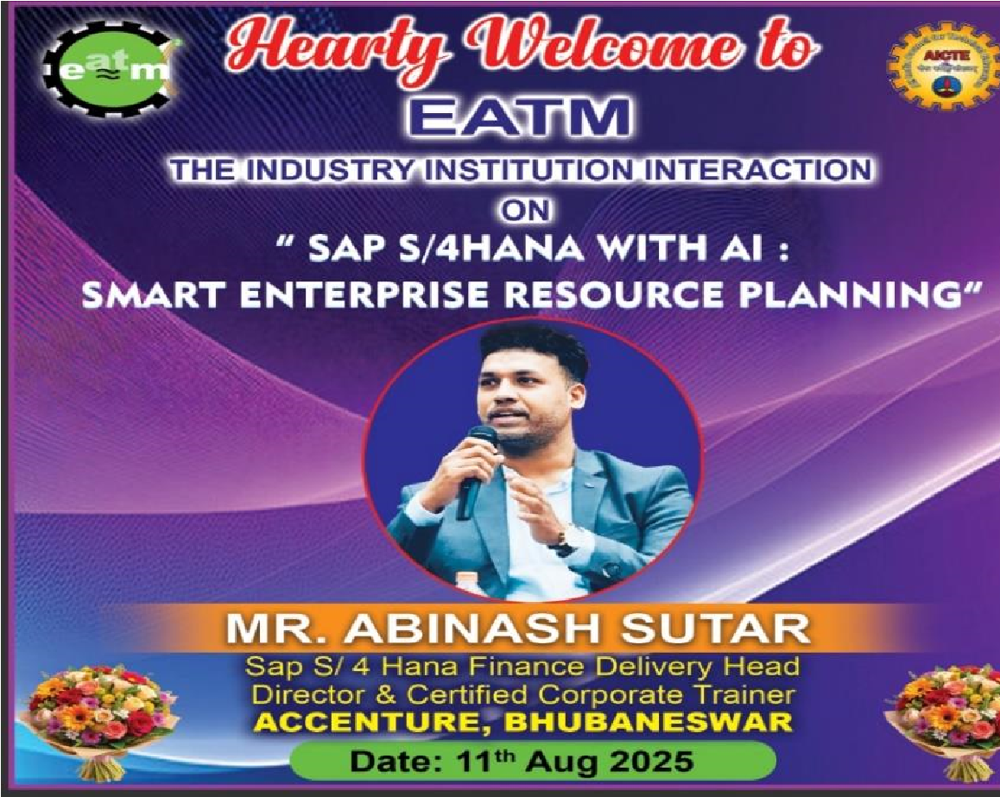 eatm
Hearty Welcome to
AICTE
EATM
THE INDUSTRY INSTITUTION INTERACTION
ON
“ SAP S/4HANA WITH AI :
SMART ENTERPRISE RESOURCE PLANNING“
MR. ABINASH SUTAR
Sap S/ 4 Hana Finance Delivery Head
Director & Certified Corporate Trainer
ACCENTURE, BHUBANESWAR
Date: 11th Aug 2025